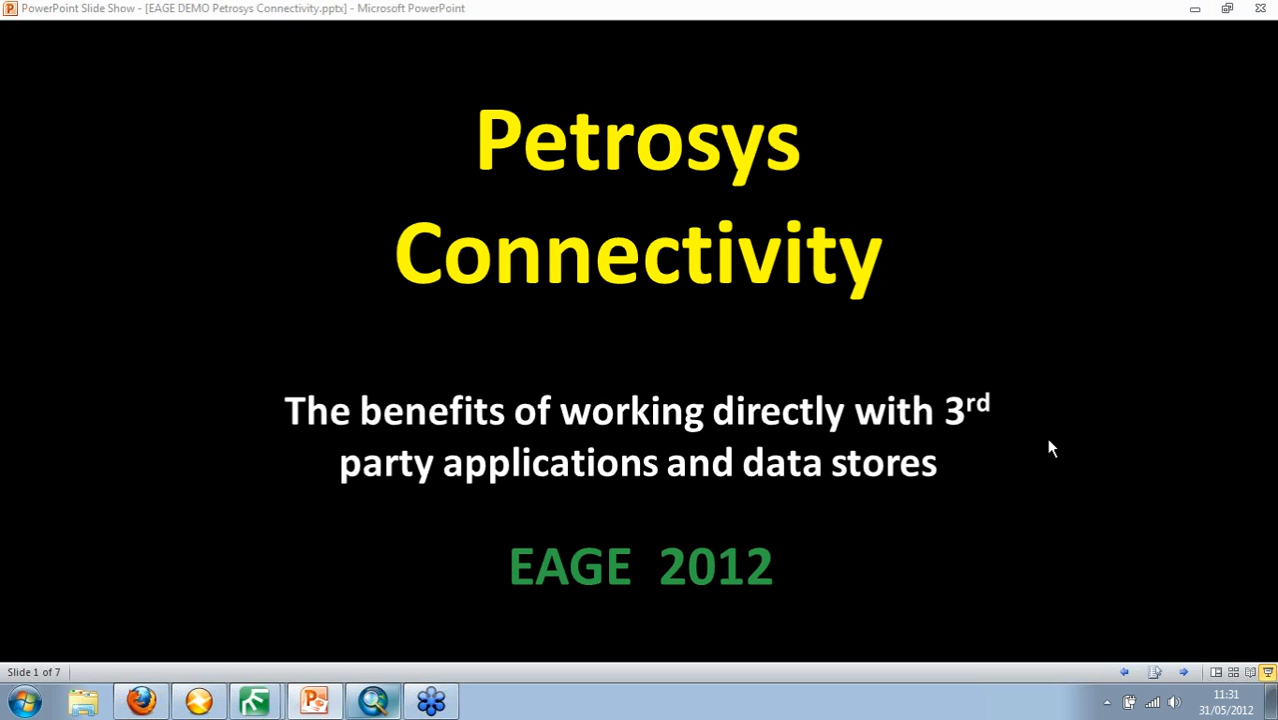 PowerPoint Slide Show - [EAGE DEMO Petrosys Connectivity.pptx] - Microsoft PowerPoint
Petrosys
Connectivity
The benefits of working directly with 3rd
party applications and data stores
EAGE 2012
Slide 1 of 7
11:31
31/05/2012